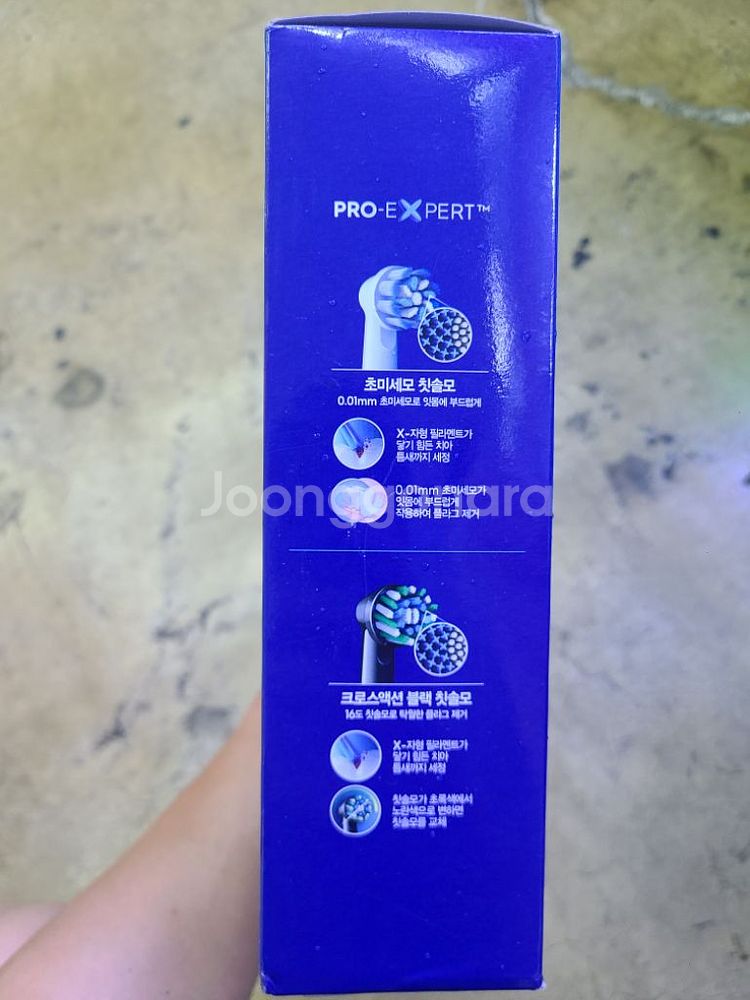 PRO-EXPERT™
초미세모 칫솔모
0.01mm 초미세모로 잇몸에 부드럽게
X-자형 필라멘트가
닿기 힘든 치아
틈새까지 세정
0.01mm 초미세모가
잇몸에 부드럽게
작용하여 플라그 제거
Joonggonara
크로스액션 블랙 칫솔모
16도 칫솔모로 탁월한 플라그 제거
X-자형 필라멘트가
닿기 힘든 치아
틈새까지 세정
칫솔모가 초록색에서
노란색으로 변하면
칫솔모를 교체